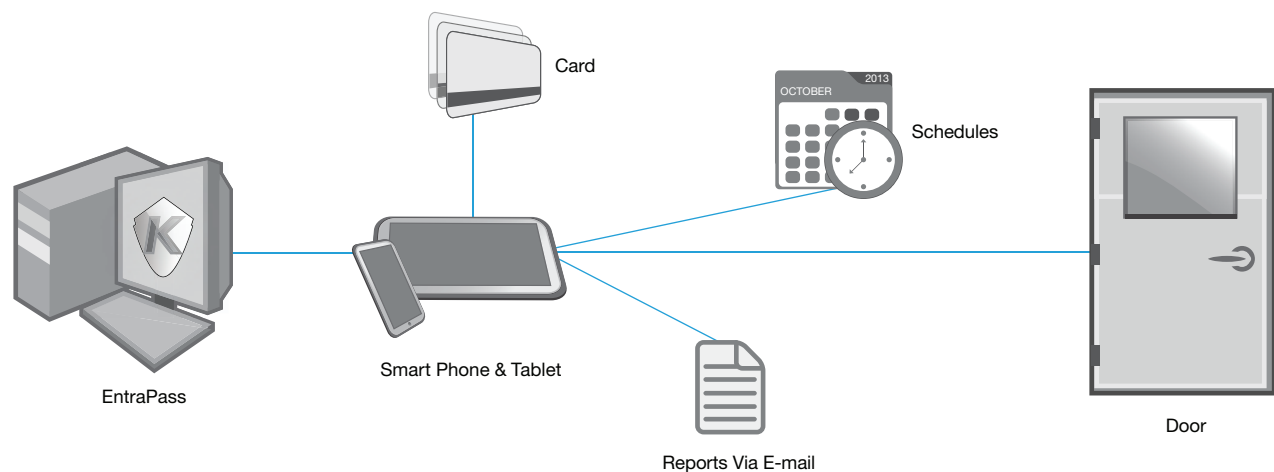 Card
2013
OCTOBER
Schedules
K
Smart Phone & Tablet
EntraPass
Door
Reports Via E-mail